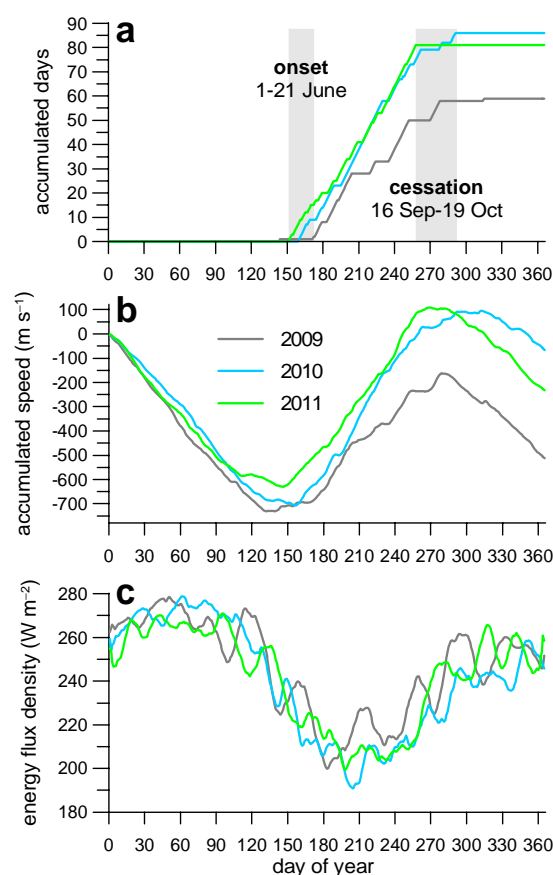 a
accumulated days
90
80
70
60
50
40
30
20
10
0
onset
1-21 June
cessation
16 Sep-19 Oct
0 30 60 90 120 150 180 210 240 270 300 330 360
b
accumulated speed (m s⁻¹)
100
0
-100
-200
-300
-400
-500
-600
-700
2009
2010
2011
0 30 60 90 120 150 180 210 240 270 300 330 360
c
energy flux density (W m⁻²)
280
260
240
220
200
180
0 30 60 90 120 150 180 210 240 270 300 330 360
day of year